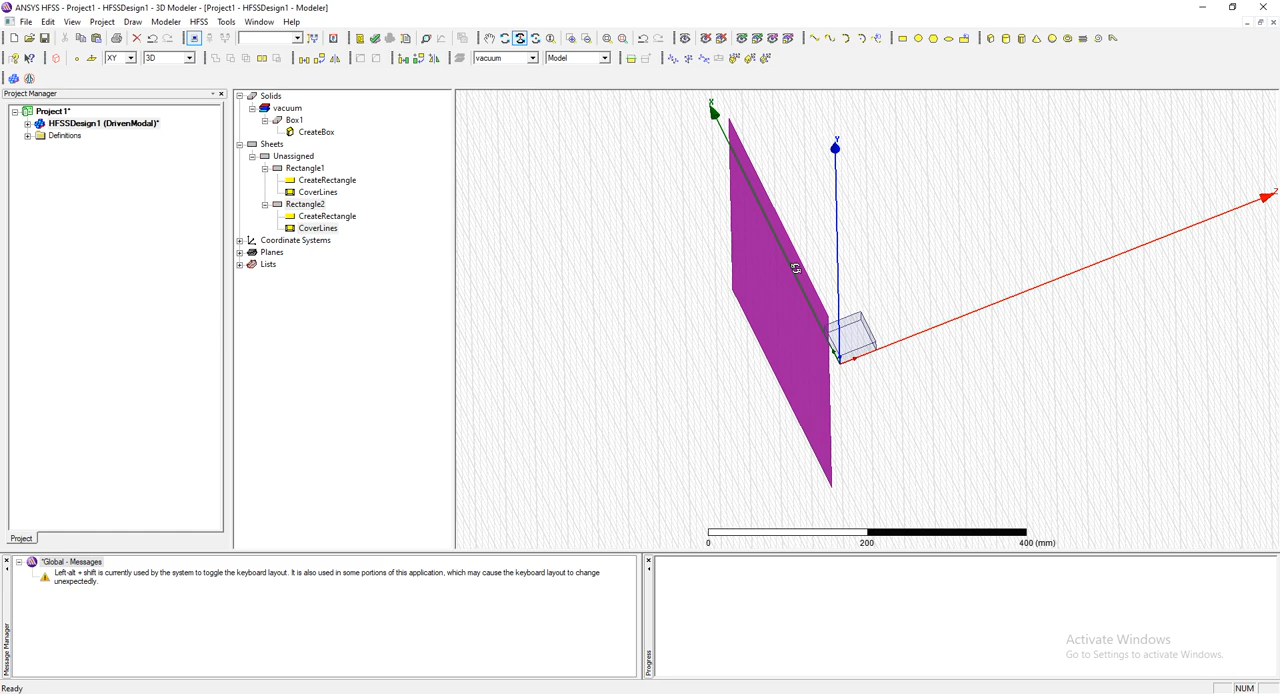 ANSYS HFSS - Project1 - HFSSDesign1 - 3D Modeler - [Project1 - HFSSDesign1 - Modeler]
File Edit View Project Draw Modeler HFSS Tools Window Help
XY 3D vacuum Model
Project Manager
Project1*
HFSSDesign1 (DrivenModal)*
Definitions
Project
Solids
vacuum
Box1
CreateBox
Sheets
Unassigned
Rectangle1
CreateRectangle
CoverLines
Rectangle2
CreateRectangle
CoverLines
Coordinate Systems
Planes
Lists
X
Y
Z
0 200 400 (mm)
*Global - Messages
Left-alt + shift is currently used by the system to toggle the keyboard layout. It is also used in some portions of this application, which may cause the keyboard layout to change
unexpectedly.
Message Manager
Progress
Activate Windows
Go to Settings to activate Windows.
Ready
NUM